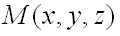 M(x, y, z)